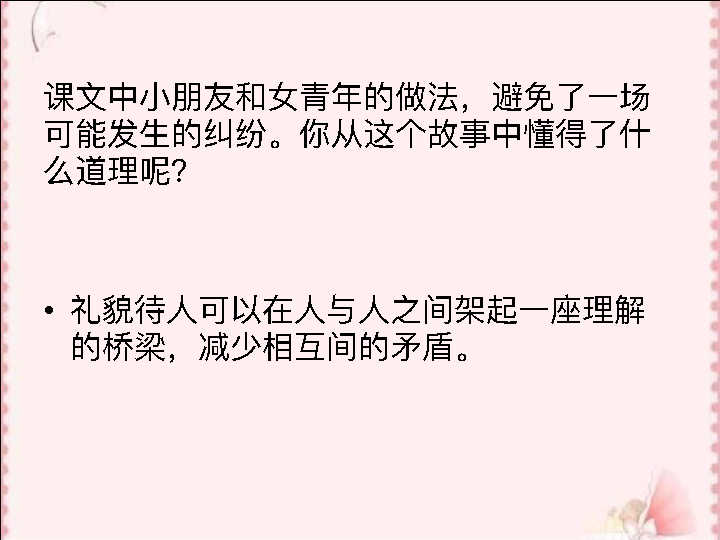 课文中小朋友和女青年的做法，避免了一场
可能发生的纠纷。你从这个故事中懂得了什
么道理呢？
• 礼貌待人可以在人与人之间架起一座理解
的桥梁，减少相互间的矛盾。